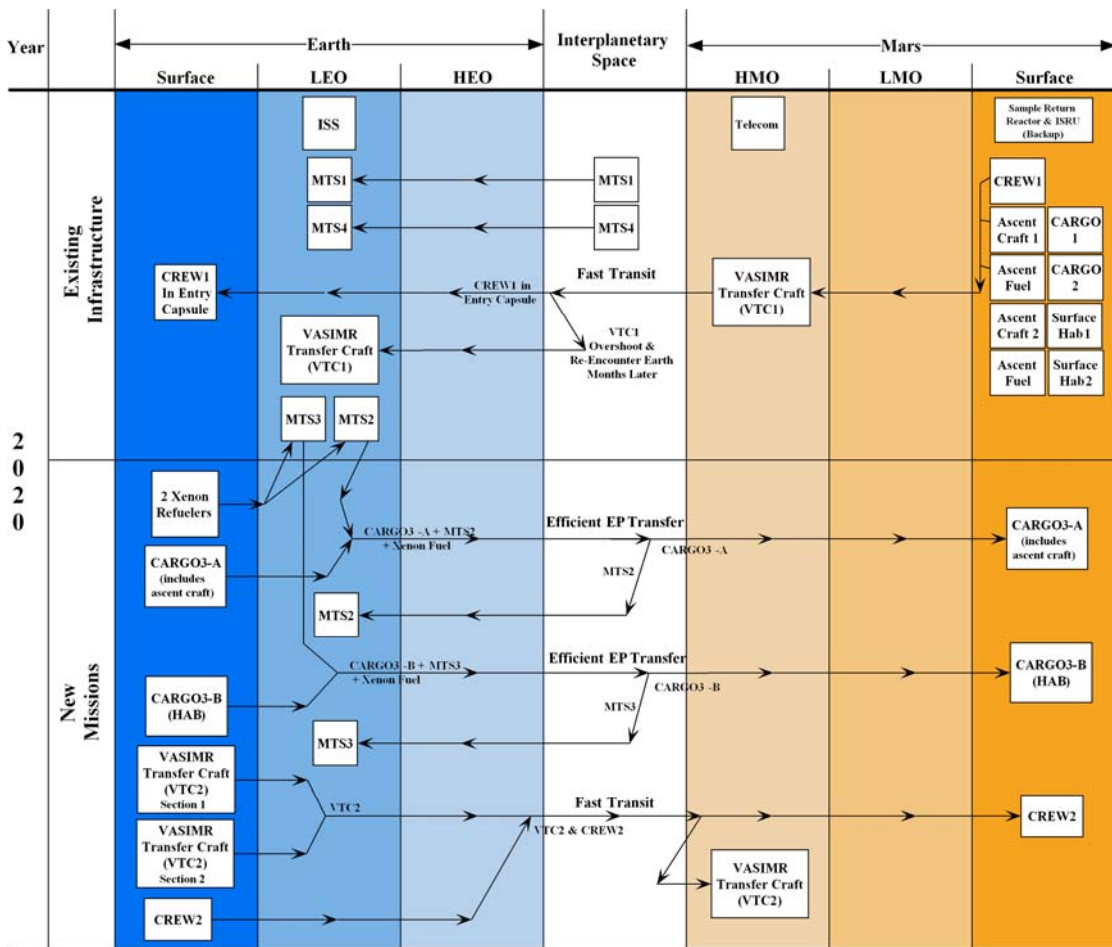 Year
Earth
Interplanetary
Space
Mars
Surface
LEO
HEO
HMO
LMO
Surface
Existing
Infrastructure
ISS
Telecom
Sample Return
Reactor & ISRU
(Backup)
MTS1
MTS1
CREW1
MTS4
MTS4
Ascent
Craft 1
CARGO
1
CREW1
In Entry
Capsule
CREW1 in
Entry Capsule
Fast Transit
VASIMR
Transfer Craft
(VTC1)
Ascent
Fuel
CARGO
2
VASIMR
Transfer Craft
(VTC1)
VTC1
Overshoot &
Re-Encounter Earth
Months Later
Ascent
Craft 2
Surface
Hab1
Ascent
Fuel
Surface
Hab2
MTS3
MTS2
2
0
2
0
New
Missions
2 Xenon
Refuelers
CARGO3 -A + MTS2
+ Xenon Fuel
Efficient EP Transfer
CARGO3 -A
CARGO3-A
(includes
ascent craft)
CARGO3-A
(includes
ascent craft)
MTS2
MTS2
CARGO3 -B + MTS3
+ Xenon Fuel
Efficient EP Transfer
CARGO3 -B
CARGO3-B
(HAB)
CARGO3-B
(HAB)
MTS3
MTS3
VASIMR
Transfer Craft
(VTC2)
Section 1
VTC2
Fast Transit
VTC2 & CREW2
CREW2
VASIMR
Transfer Craft
(VTC2)
Section 2
VASIMR
Transfer Craft
(VTC2)
CREW2